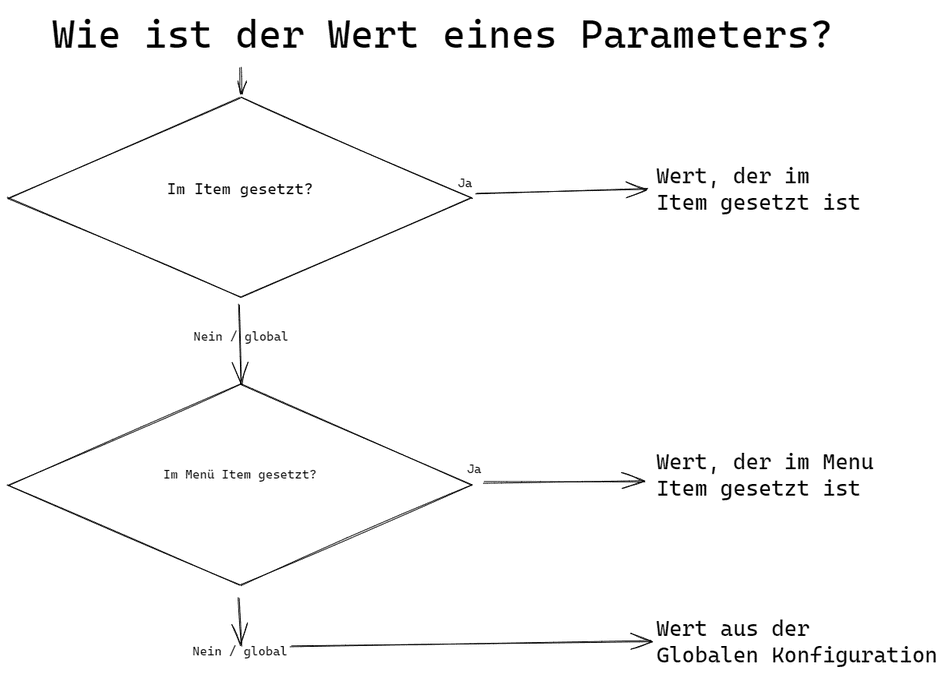 Wie ist der Wert eines Parameters?
Im Item gesetzt?
Ja
Wert, der im
Item gesetzt ist
Nein / global
Im Menü Item gesetzt?
Ja
Wert, der im Menu
Item gesetzt ist
Nein / global
Wert aus der
Globalen Konfiguration